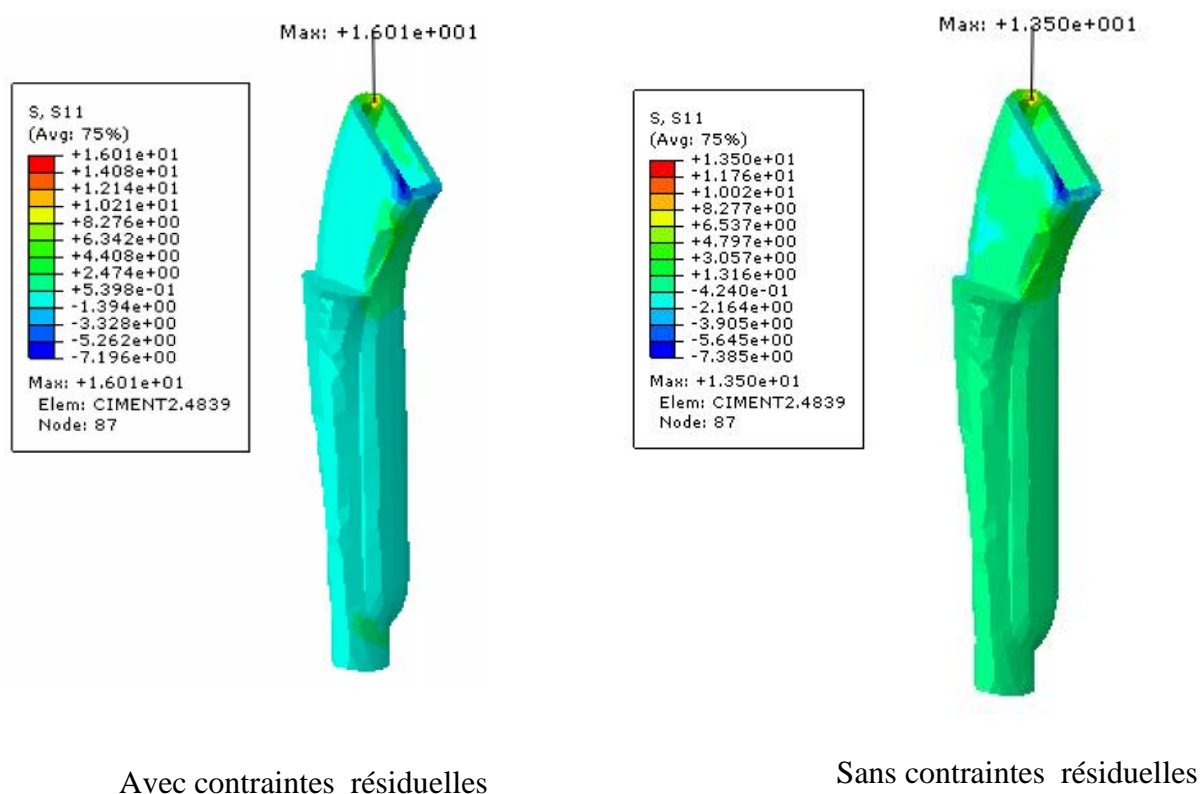 Max: +1.601e+001
S, S11
(Avg: 75%)
+1.601e+01
+1.408e+01
+1.214e+01
+1.021e+01
+8.276e+00
+6.342e+00
+4.408e+00
+2.474e+00
+5.398e-01
-1.394e+00
-3.328e+00
-5.262e+00
-7.196e+00
Max: +1.601e+01
Elem: CIMENT2.4839
Node: 87
Avec contraintes résiduelles
Max: +1.350e+001
S, S11
(Avg: 75%)
+1.350e+01
+1.176e+01
+1.002e+01
+8.277e+00
+6.537e+00
+4.797e+00
+3.057e+00
+1.316e+00
-4.240e-01
-2.164e+00
-3.905e+00
-5.645e+00
-7.385e+00
Max: +1.350e+01
Elem: CIMENT2.4839
Node: 87
Sans contraintes résiduelles